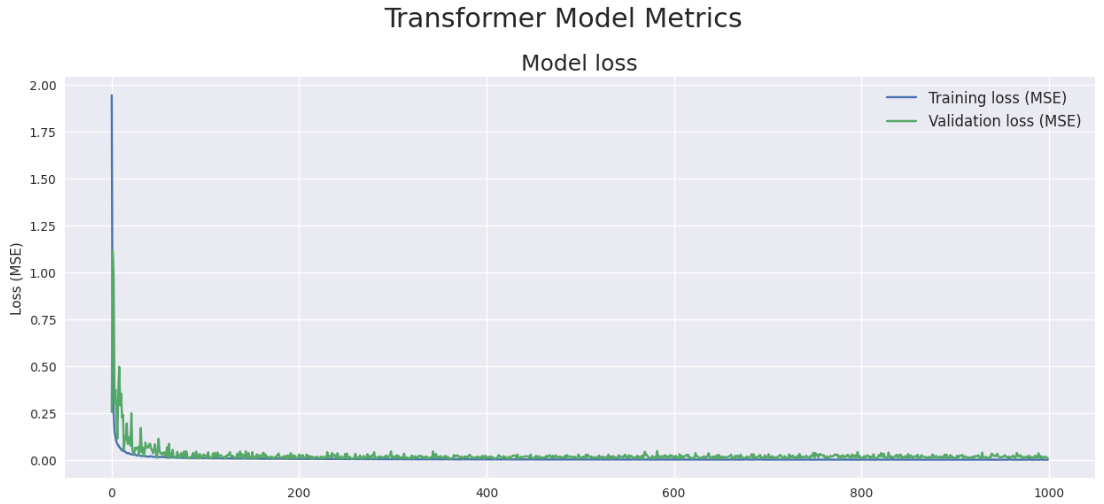 Transformer Model Metrics
Model loss
Training loss (MSE)
Validation loss (MSE)
Loss (MSE)
2.00
1.75
1.50
1.25
1.00
0.75
0.50
0.25
0.00
0 200 400 600 800 1000